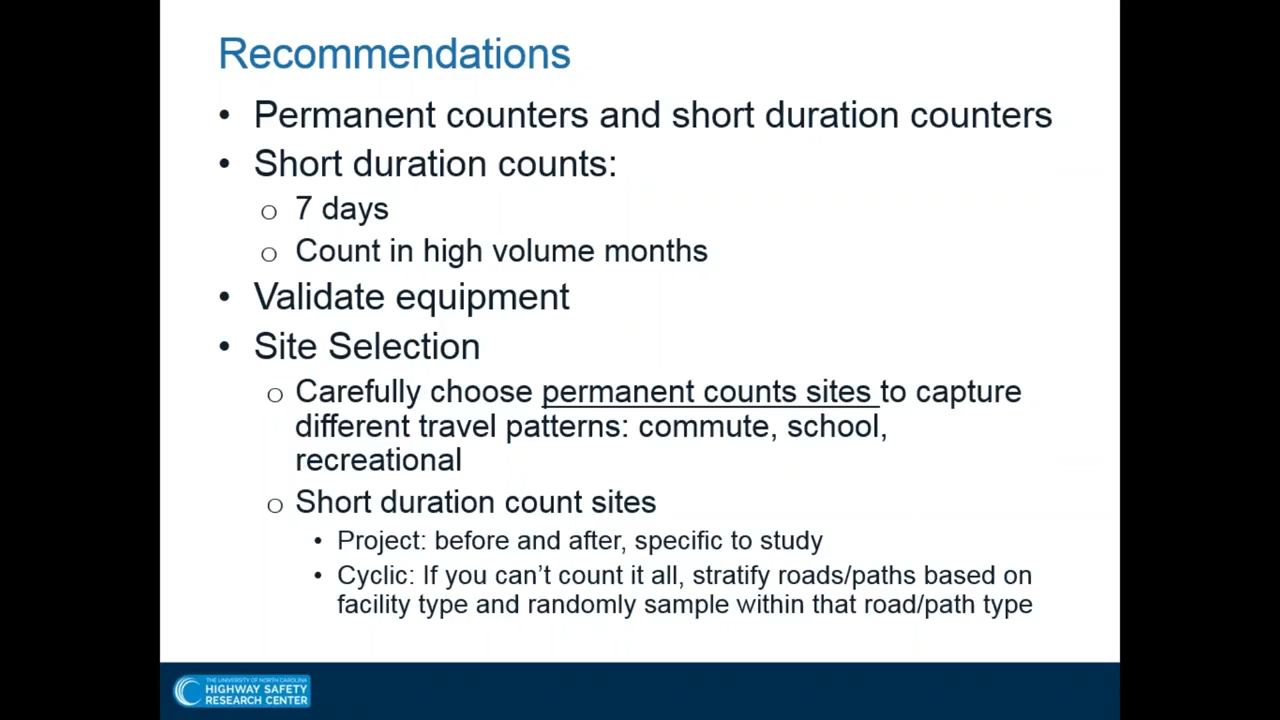 Recommendations
• Permanent counters and short duration counters
• Short duration counts:
o 7 days
o Count in high volume months
• Validate equipment
• Site Selection
o Carefully choose permanent counts sites to capture
different travel patterns: commute, school,
recreational
o Short duration count sites
• Project: before and after, specific to study
• Cyclic: If you can't count it all, stratify roads/paths based on
facility type and randomly sample within that road/path type
THE UNIVERSITY OF NORTH CAROLINA
HIGHWAY SAFETY
RESEARCH CENTER